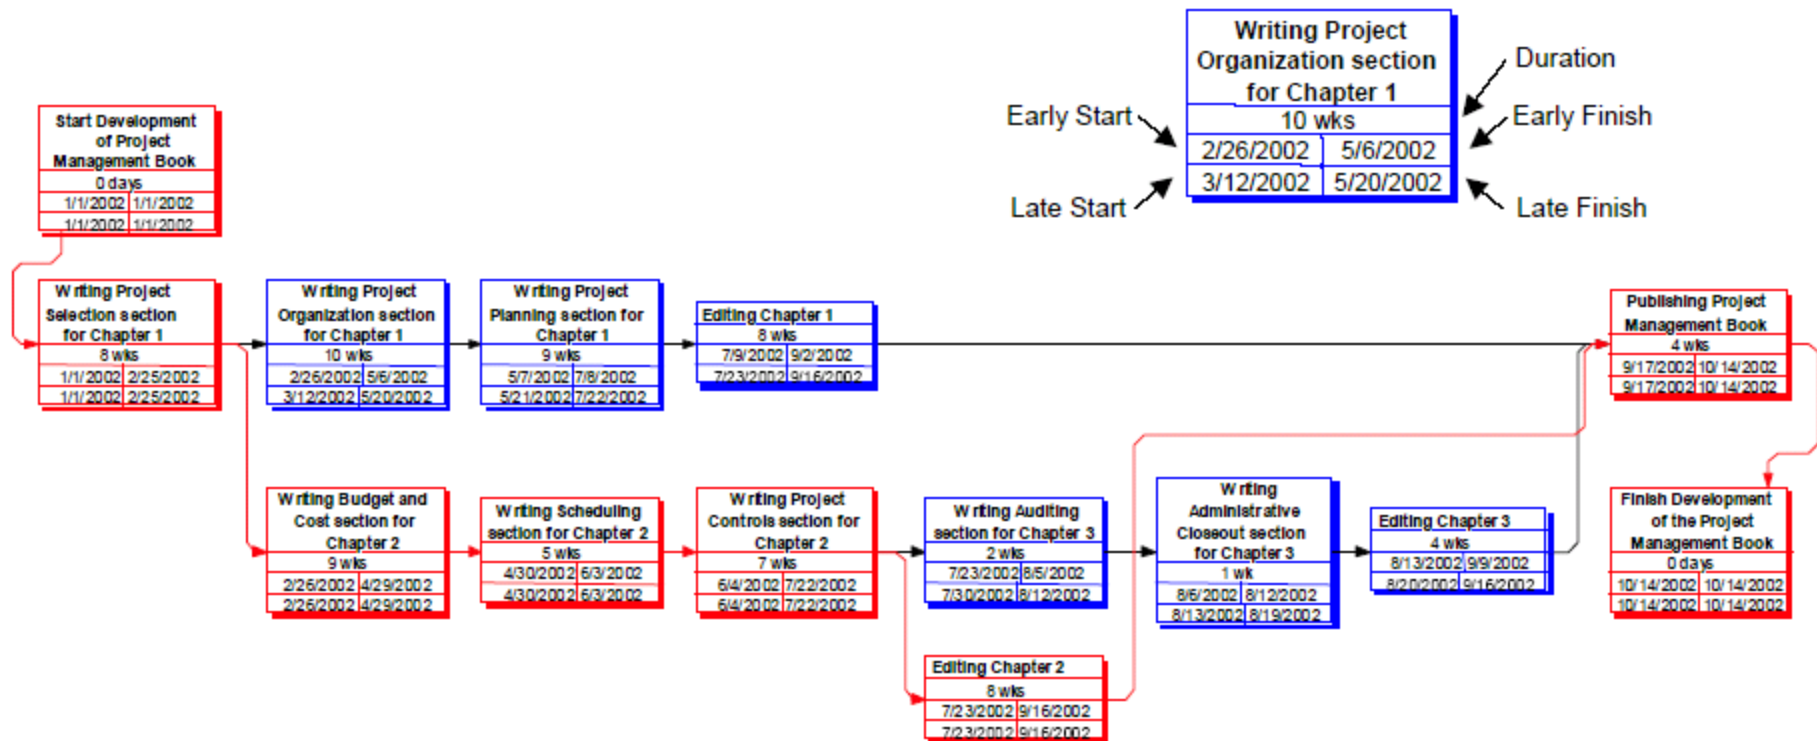 Writing Project
Organization section
for Chapter 1
10 wks
2/26/2002 5/6/2002
3/12/2002 5/20/2002
Duration
Early Start
Early Finish
Late Start
Late Finish
Start Development
of Project
Management Book
0 days
1/1/2002 1/1/2002
1/1/2002 1/1/2002
Writing Project
Selection section
for Chapter 1
8 wks
1/1/2002 2/25/2002
1/1/2002 2/25/2002
Writing Project
Organization section
for Chapter 1
10 wks
2/26/2002 5/6/2002
3/12/2002 5/20/2002
Writing Project
Planning section for
Chapter 1
9 wks
5/7/2002 7/8/2002
5/21/2002 7/22/2002
Editing Chapter 1
8 wks
7/9/2002 9/2/2002
7/23/2002 9/16/2002
Publishing Project
Management Book
4 wks
9/17/2002 10/14/2002
9/17/2002 10/14/2002
Writing Budget and
Cost section for
Chapter 2
9 wks
2/26/2002 4/29/2002
2/26/2002 4/29/2002
Writing Scheduling
section for Chapter 2
5 wks
4/30/2002 6/3/2002
4/30/2002 6/3/2002
Writing Project
Controls section for
Chapter 2
7 wks
6/4/2002 7/22/2002
6/4/2002 7/22/2002
Writing Auditing
section for Chapter 3
2 wks
7/23/2002 8/5/2002
7/30/2002 8/12/2002
Writing
Administrative
Closeout section
for Chapter 3
1 wk
8/6/2002 8/12/2002
8/13/2002 8/19/2002
Editing Chapter 3
4 wks
8/13/2002 9/9/2002
8/20/2002 9/16/2002
Finish Development
of the Project
Management Book
0 days
10/14/2002 10/14/2002
10/14/2002 10/14/2002
Editing Chapter 2
8 wks
7/23/2002 9/16/2002
7/23/2002 9/16/2002